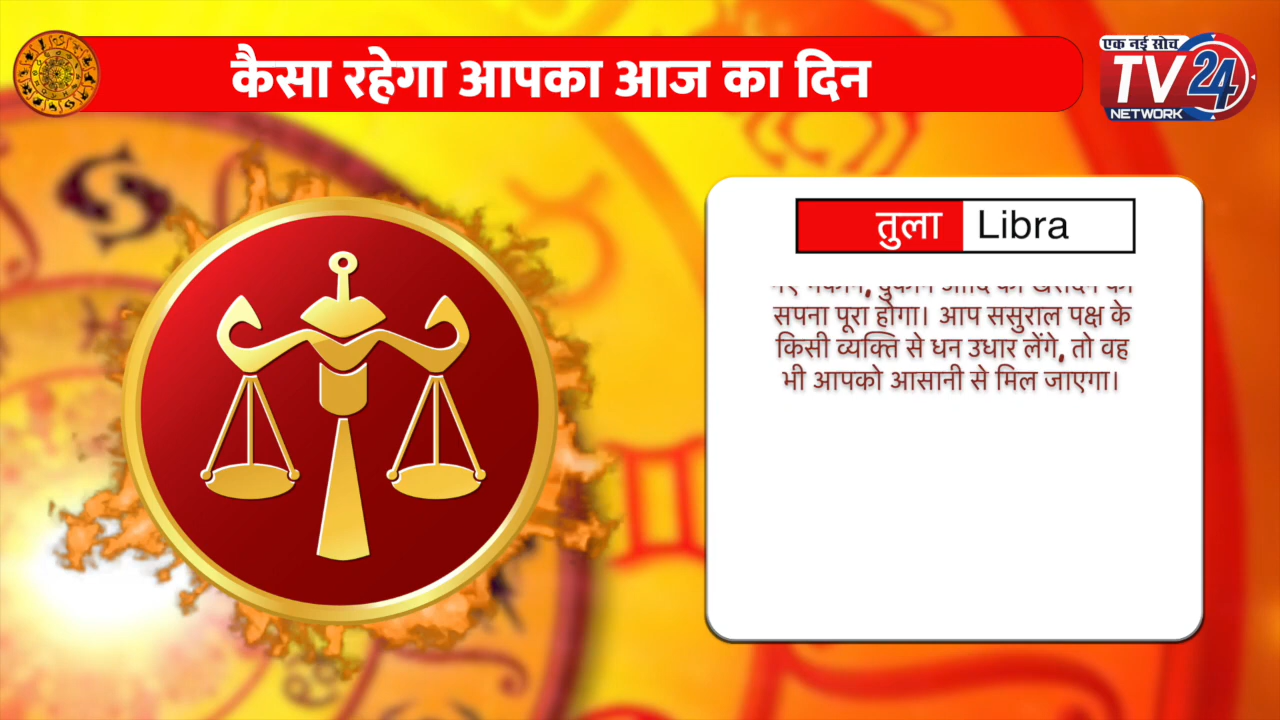 कैसा रहेगा आपका आज का दिन
एक नई सोच
TV24
NETWORK
तुला Libra
सपना पूरा होगा। आप ससुराल पक्ष के
किसी व्यक्ति से धन उधार लेंगे, तो वह
भी आपको आसानी से मिल जाएगा।